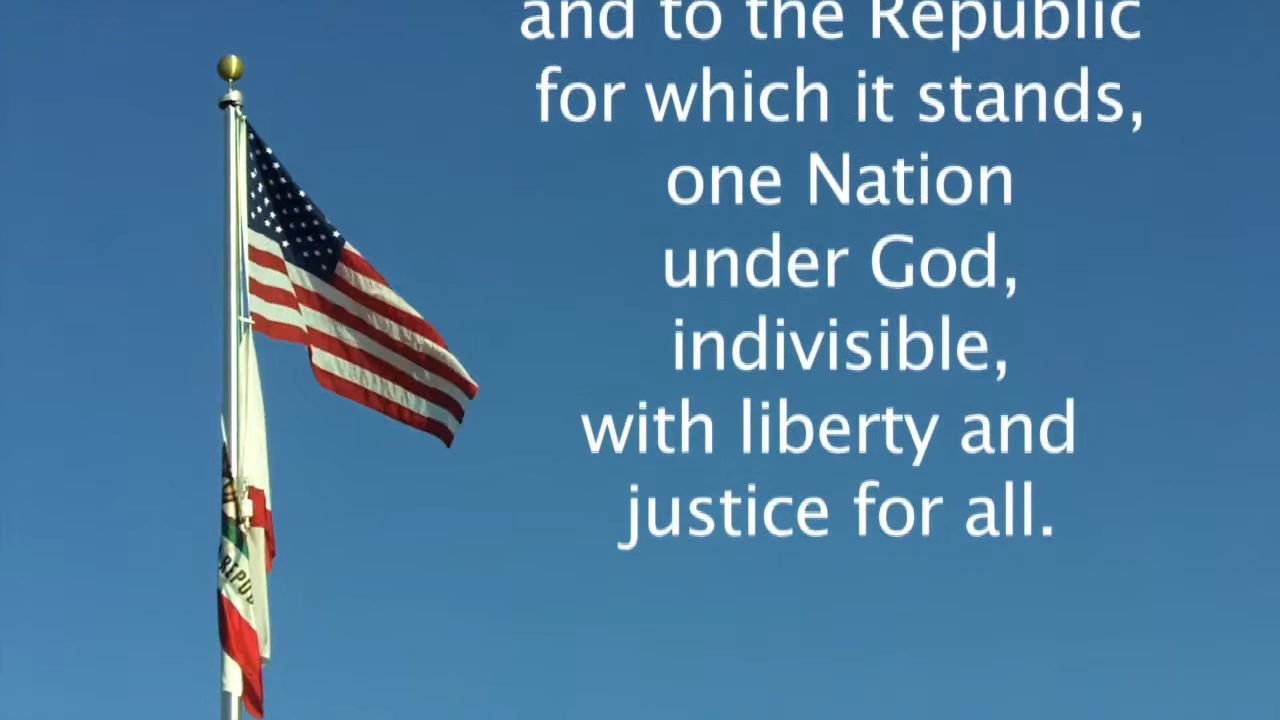 and to the Republic
for which it stands,
one Nation
under God,
indivisible,
with liberty and
justice for all.
REPU